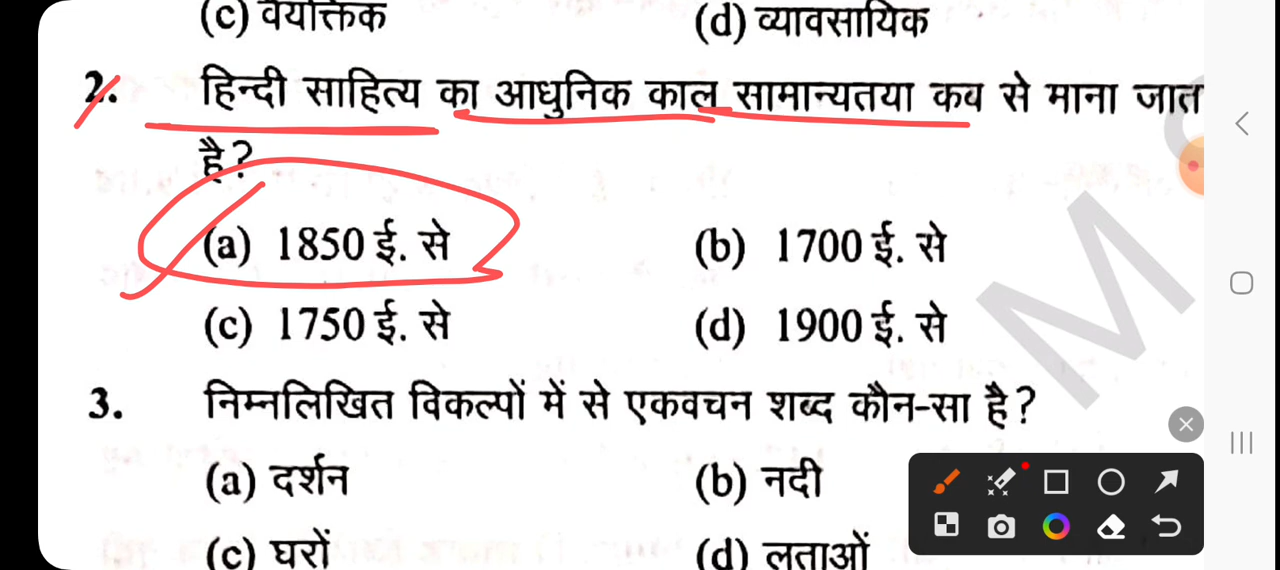 (c) वैयक्तिक (d) व्यावसायिक
2. हिन्दी साहित्य का आधुनिक काल सामान्यतया कब से माना जात
है?
(a) 1850 ई. से (b) 1700 ई. से
(c) 1750 ई. से (d) 1900 ई. से
3. निम्नलिखित विकल्पों में से एकवचन शब्द कौन-सा है?
(a) दर्शन (b) नदी
(c) घरों (d) लताओं